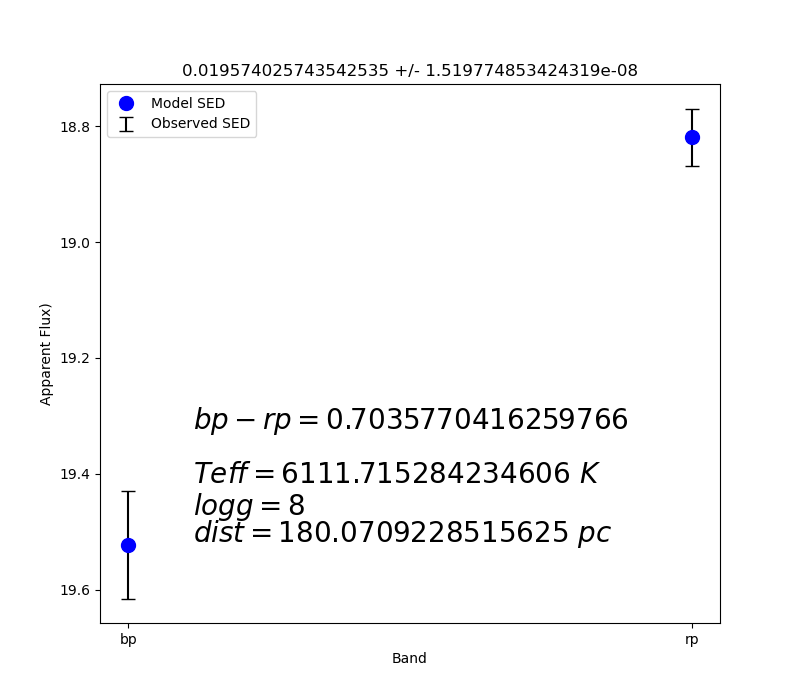 0.019574025743542535 +/- 1.519774853424319e-08
Model SED
Observed SED
18.8
19.0
19.2
19.4
19.6
Apparent Flux)
bp − rp = 0.7035770416259766
Teff = 6111.715284234606 K
logg = 8
dist = 180.0709228515625 pc
bp
rp
Band